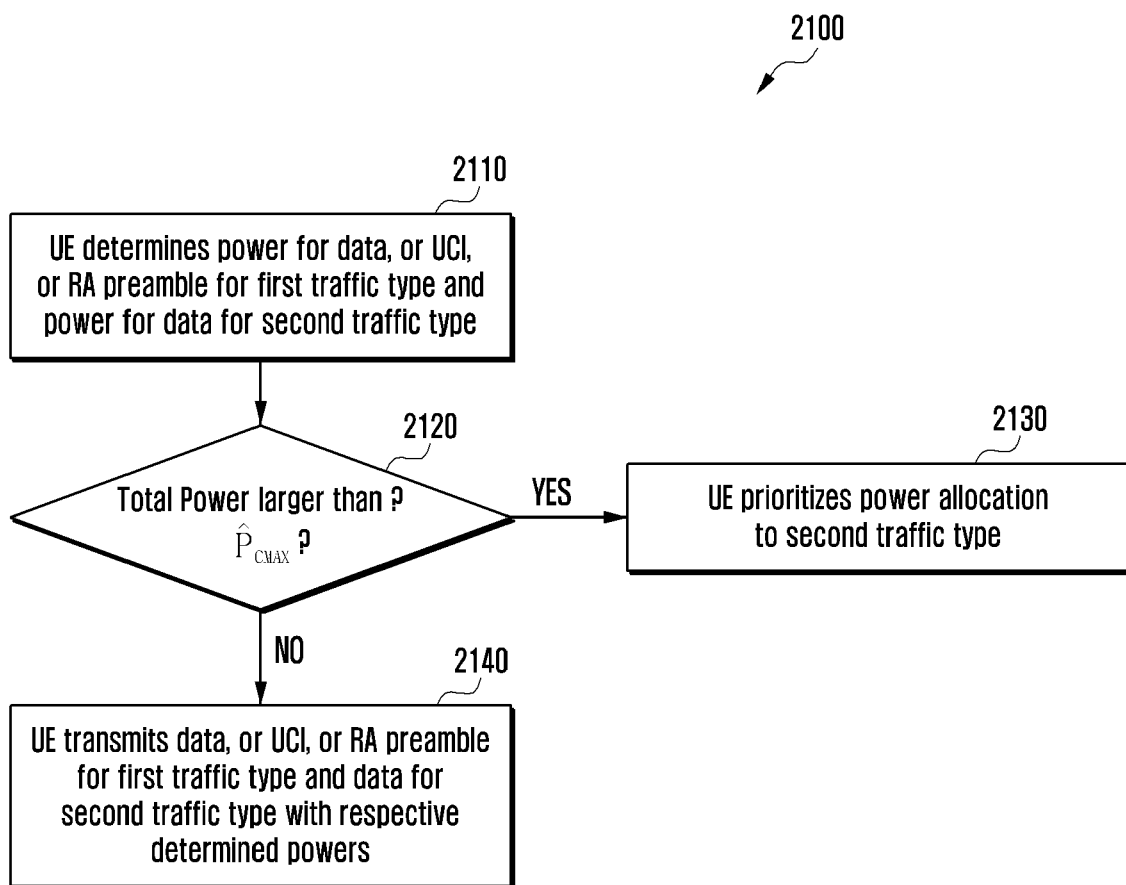 2100
2110
UE determines power for data, or UCI,
or RA preamble for first traffic type and
power for data for second traffic type
2120
Total Power larger than ?
P̂CMAX ?
YES
2130
UE prioritizes power allocation
to second traffic type
NO
2140
UE transmits data, or UCI, or RA preamble
for first traffic type and data for
second traffic type with respective
determined powers